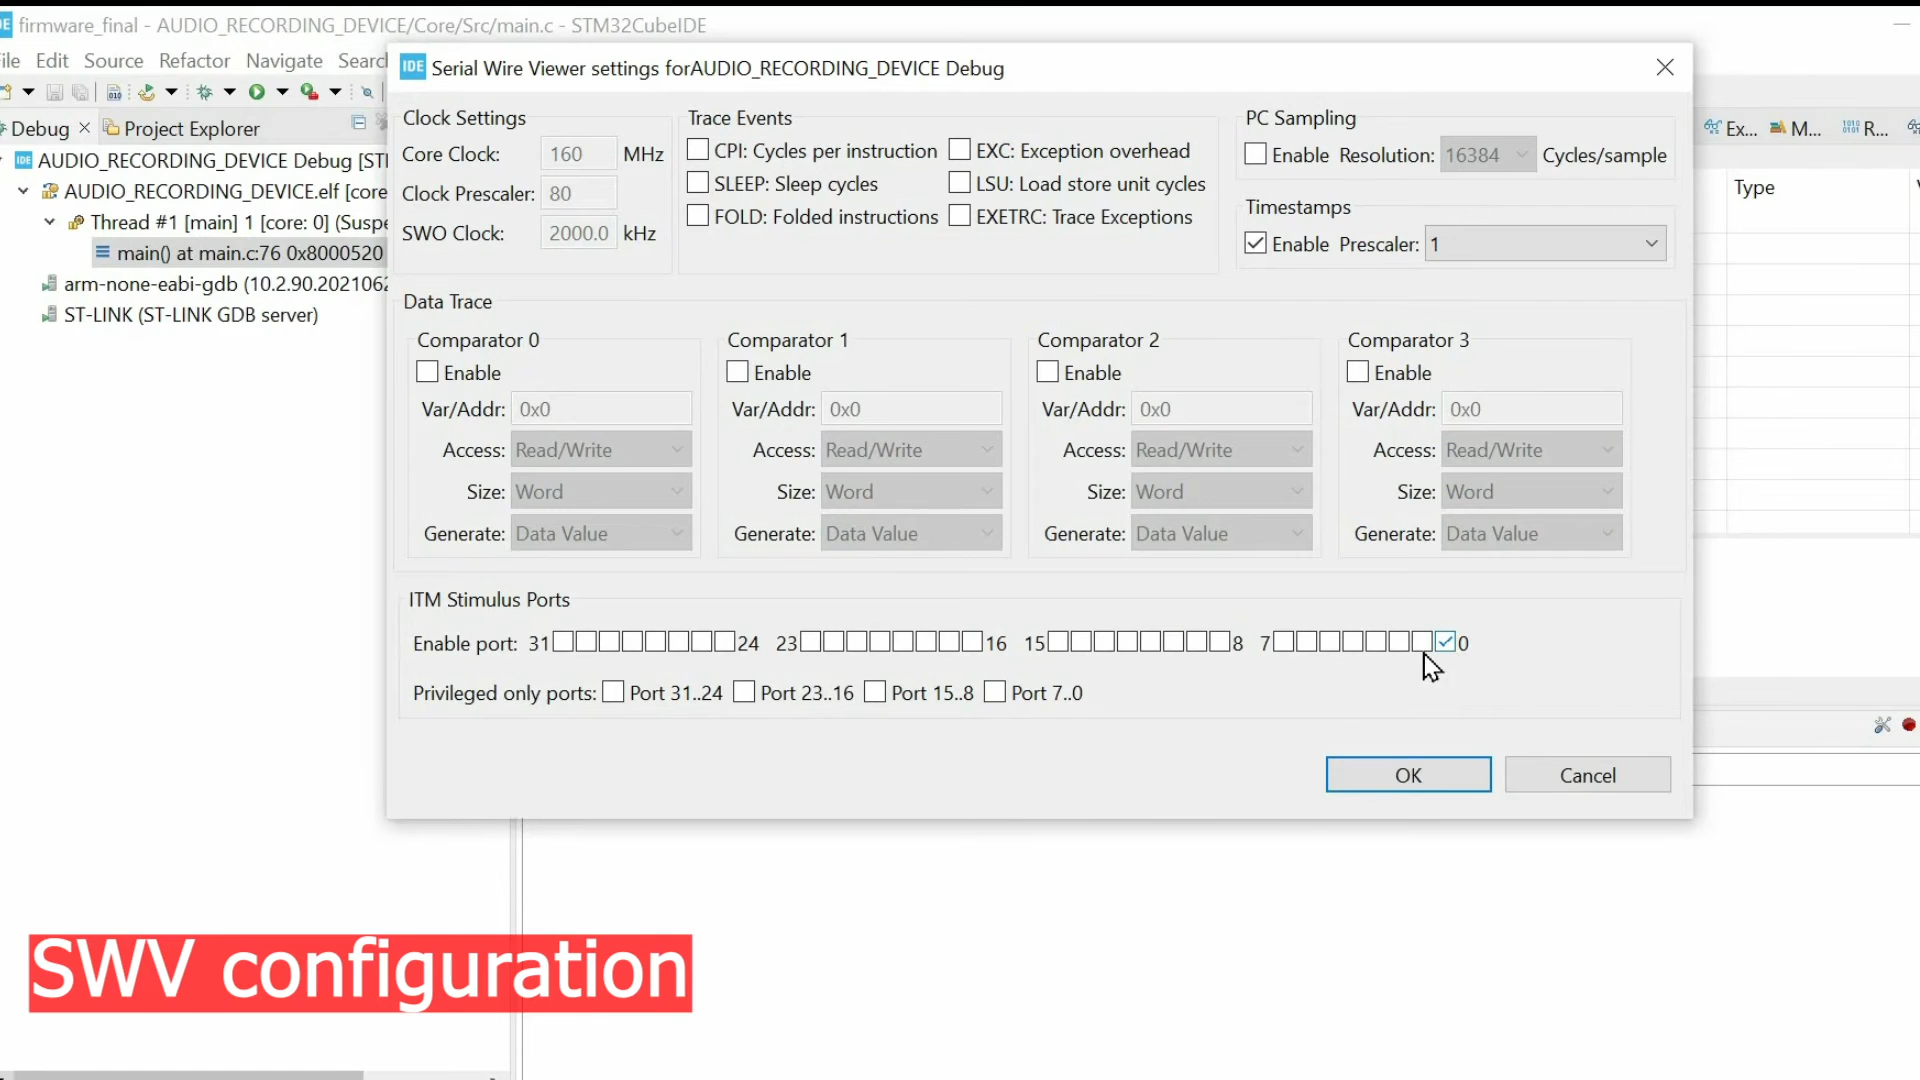 firmware_final - AUDIO_RECORDING_DEVICE/Core/Src/main.c - STM32CubeIDE
Edit Source Refactor Navigate
Debug Project Explorer
AUDIO_RECORDING_DEVICE Debug
AUDIO_RECORDING_DEVICE.elf
Thread #1 [main] 1 [core: 0]
main() at main.c:76 0x8000520
arm-none-eabi-gdb
ST-LINK (ST-LINK GDB server)
IDE Serial Wire Viewer settings forAUDIO_RECORDING_DEVICE Debug
Clock Settings
Core Clock: 160 MHz
Clock Prescaler: 80
SWO Clock: 2000.0 kHz
Trace Events
CPI: Cycles per instruction EXC: Exception overhead
SLEEP: Sleep cycles LSU: Load store unit cycles
FOLD: Folded instructions EXETRC: Trace Exceptions
PC Sampling
Enable Resolution: 16384 Cycles/sample
Timestamps
Enable Prescaler: 1
Data Trace
Comparator 0 Comparator 1 Comparator 2 Comparator 3
Enable Enable Enable Enable
Var/Addr: 0x0 Var/Addr: 0x0 Var/Addr: 0x0 Var/Addr: 0x0
Access: Read/Write Access: Read/Write Access: Read/Write Access: Read/Write
Size: Word Size: Word Size: Word Size: Word
Generate: Data Value Generate: Data Value Generate: Data Value Generate: Data Value
ITM Stimulus Ports
Enable port: 31 24 23 16 15 8 7 0
Privileged only ports: Port 31..24 Port 23..16 Port 15..8 Port 7..0
OK Cancel
Ex... M... R...
Type
SWV configuration